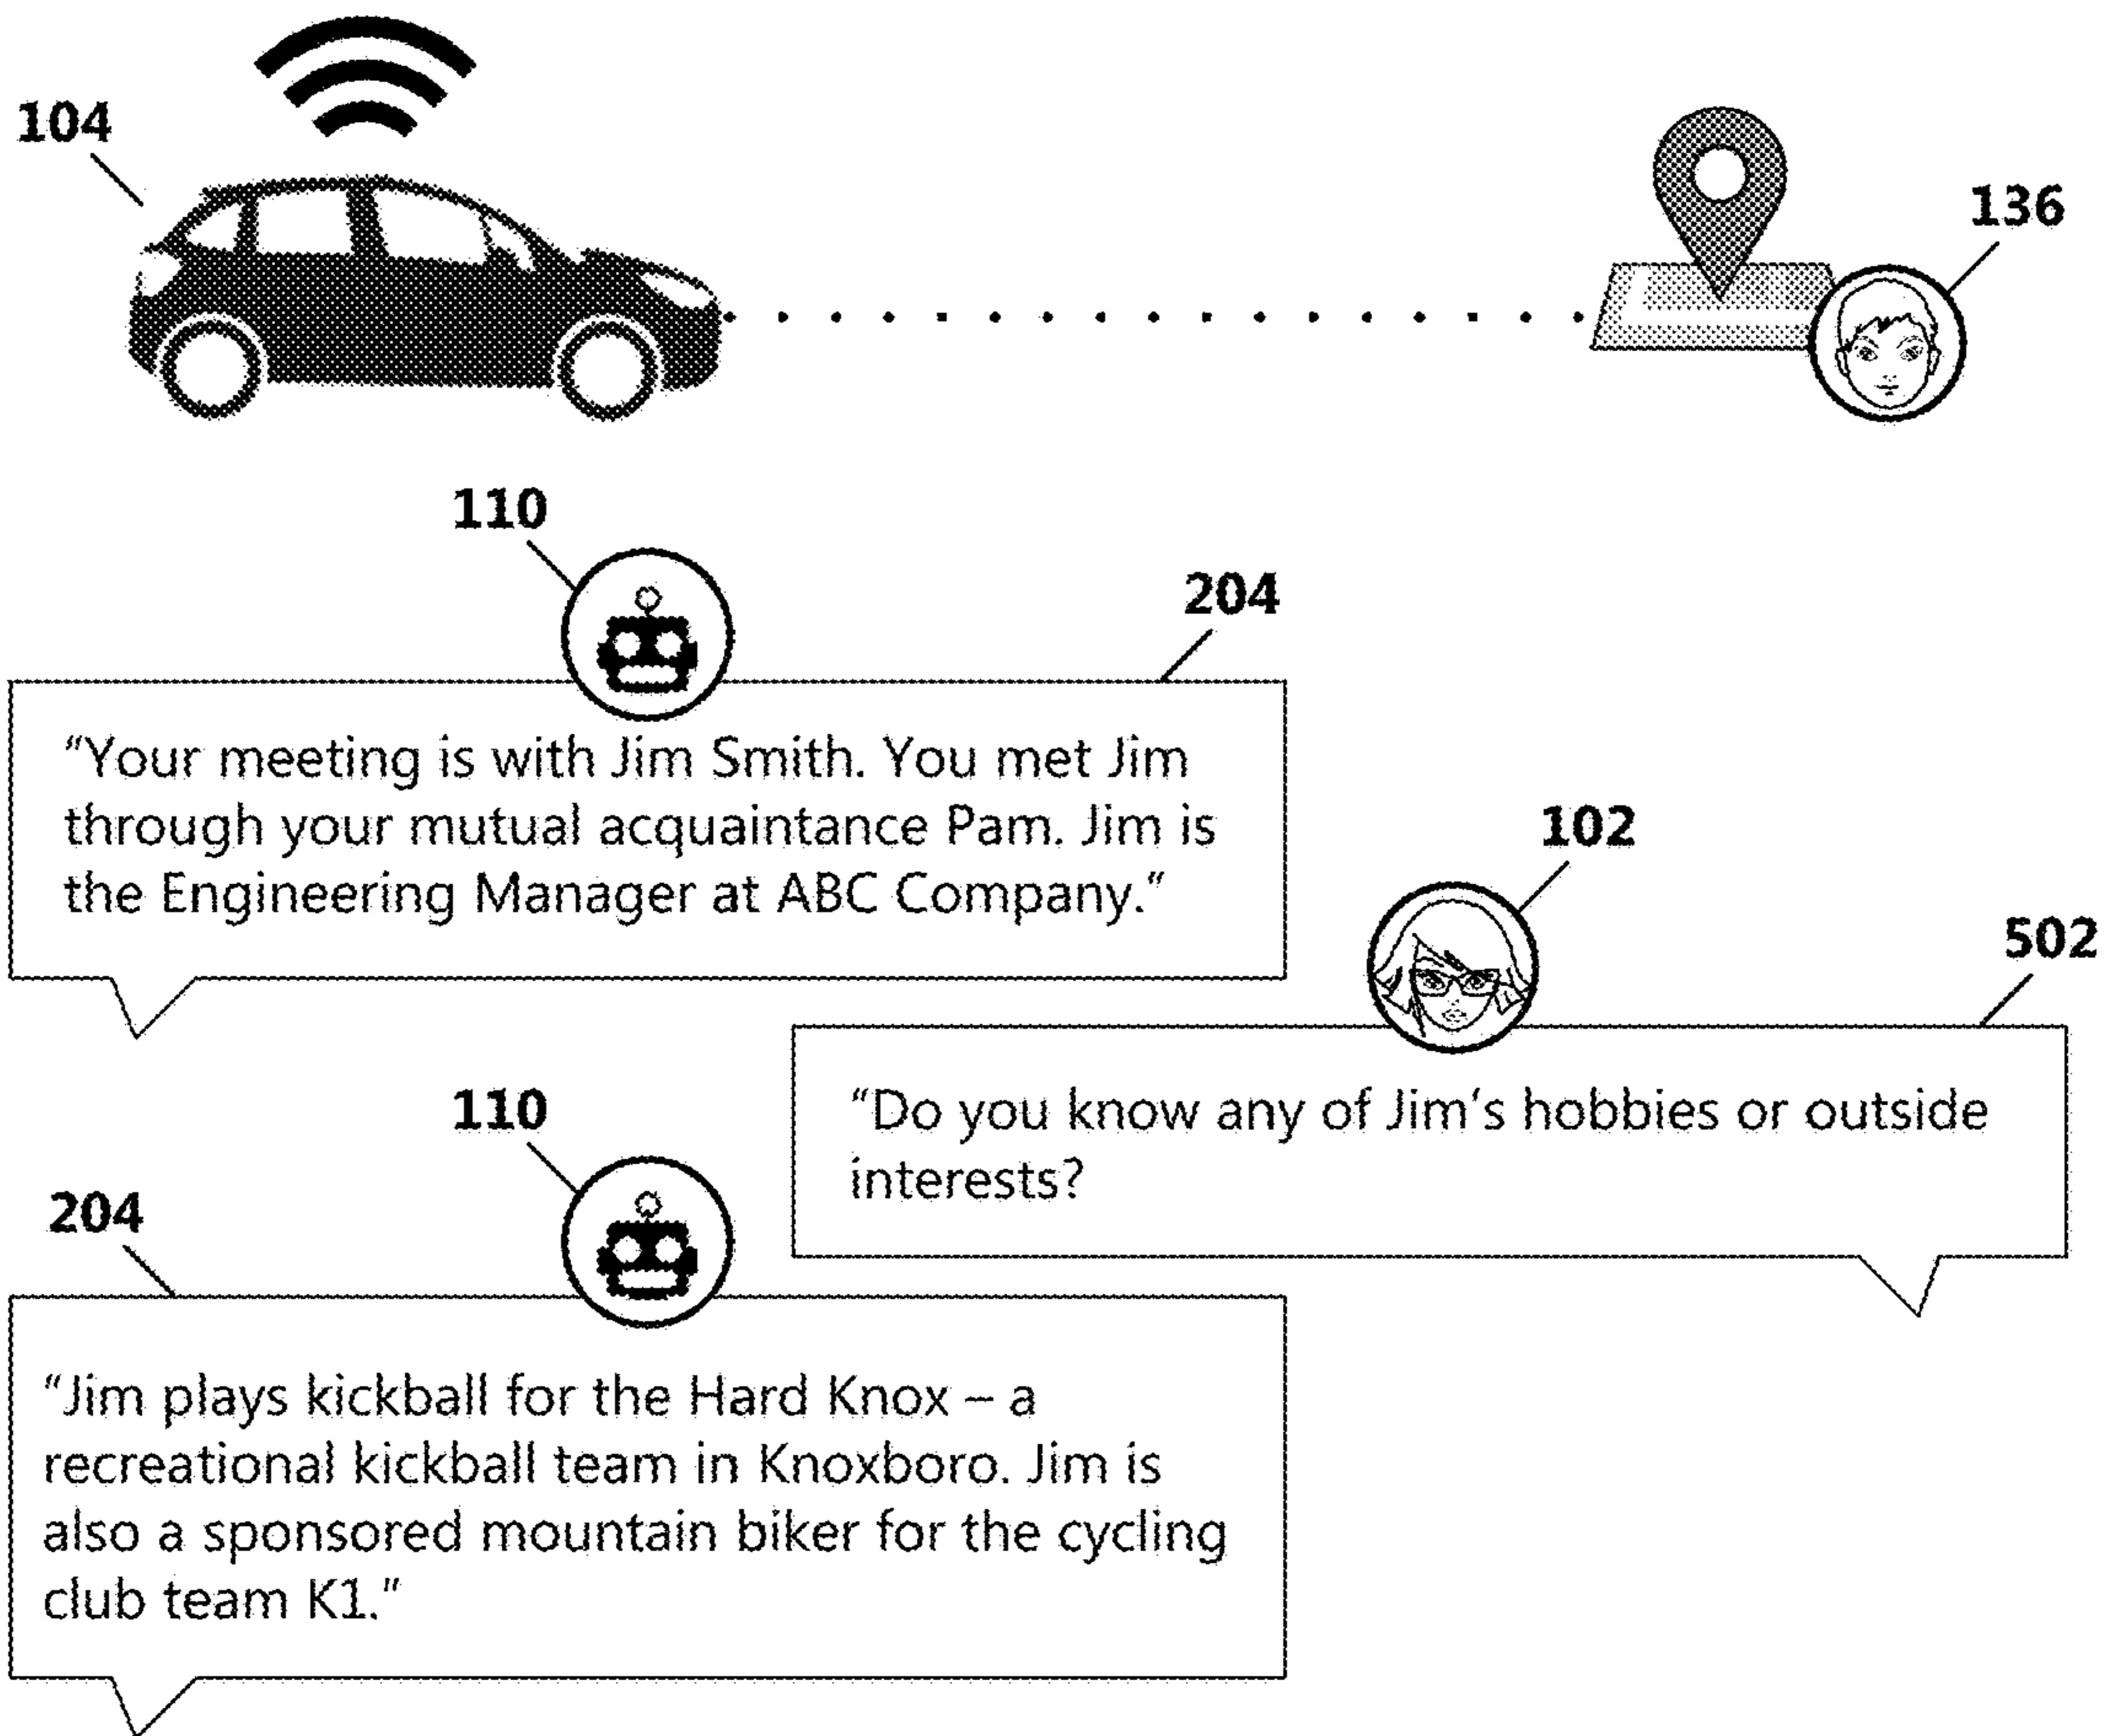 104
136
110
204
“Your meeting is with Jim Smith. You met Jim
through your mutual acquaintance Pam. Jim is
the Engineering Manager at ABC Company.”
102
502
“Do you know any of Jim’s hobbies or outside
interests?
110
204
“Jim plays kickball for the Hard Knox – a
recreational kickball team in Knoxboro. Jim is
also a sponsored mountain biker for the cycling
club team K1.”